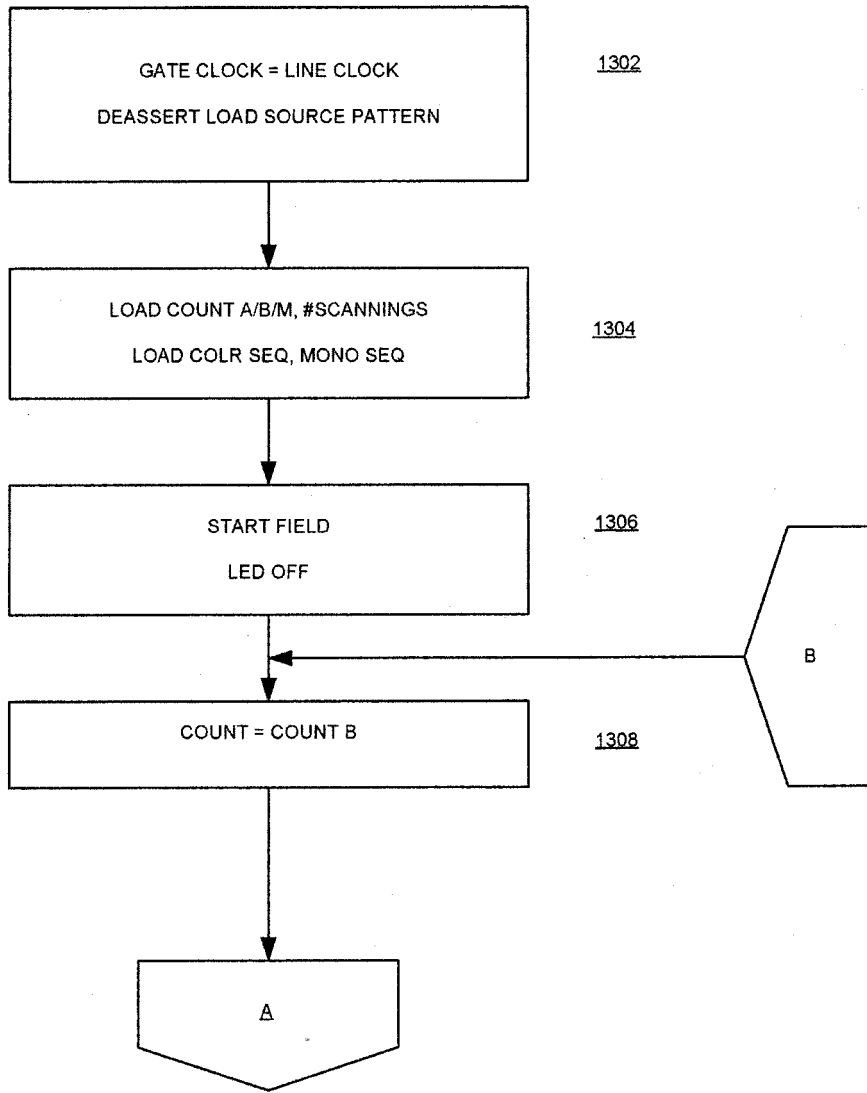 GATE CLOCK = LINE CLOCK
DEASSERT LOAD SOURCE PATTERN
1302
LOAD COUNT A/B/M, #SCANNINGS
LOAD COLR SEQ, MONO SEQ
1304
START FIELD
LED OFF
1306
B
COUNT = COUNT B
1308
A